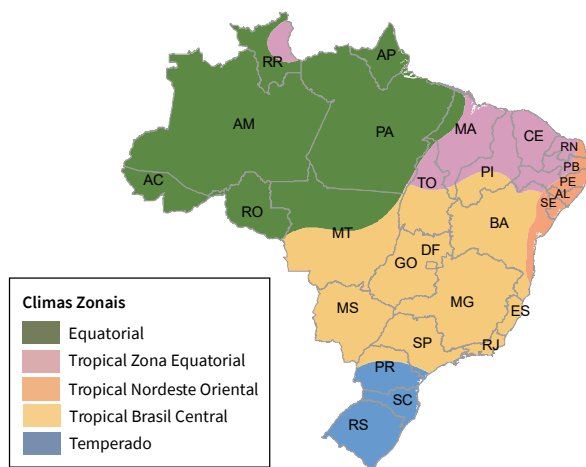 RR
AP
AM
PA
MA
CE
RN
PB
PE
AL
SE
PI
TO
AC
RO
MT
BA
DF
GO
MG
MS
ES
SP
RJ
PR
SC
RS
Climas Zonais
Equatorial
Tropical Zona Equatorial
Tropical Nordeste Oriental
Tropical Brasil Central
Temperado